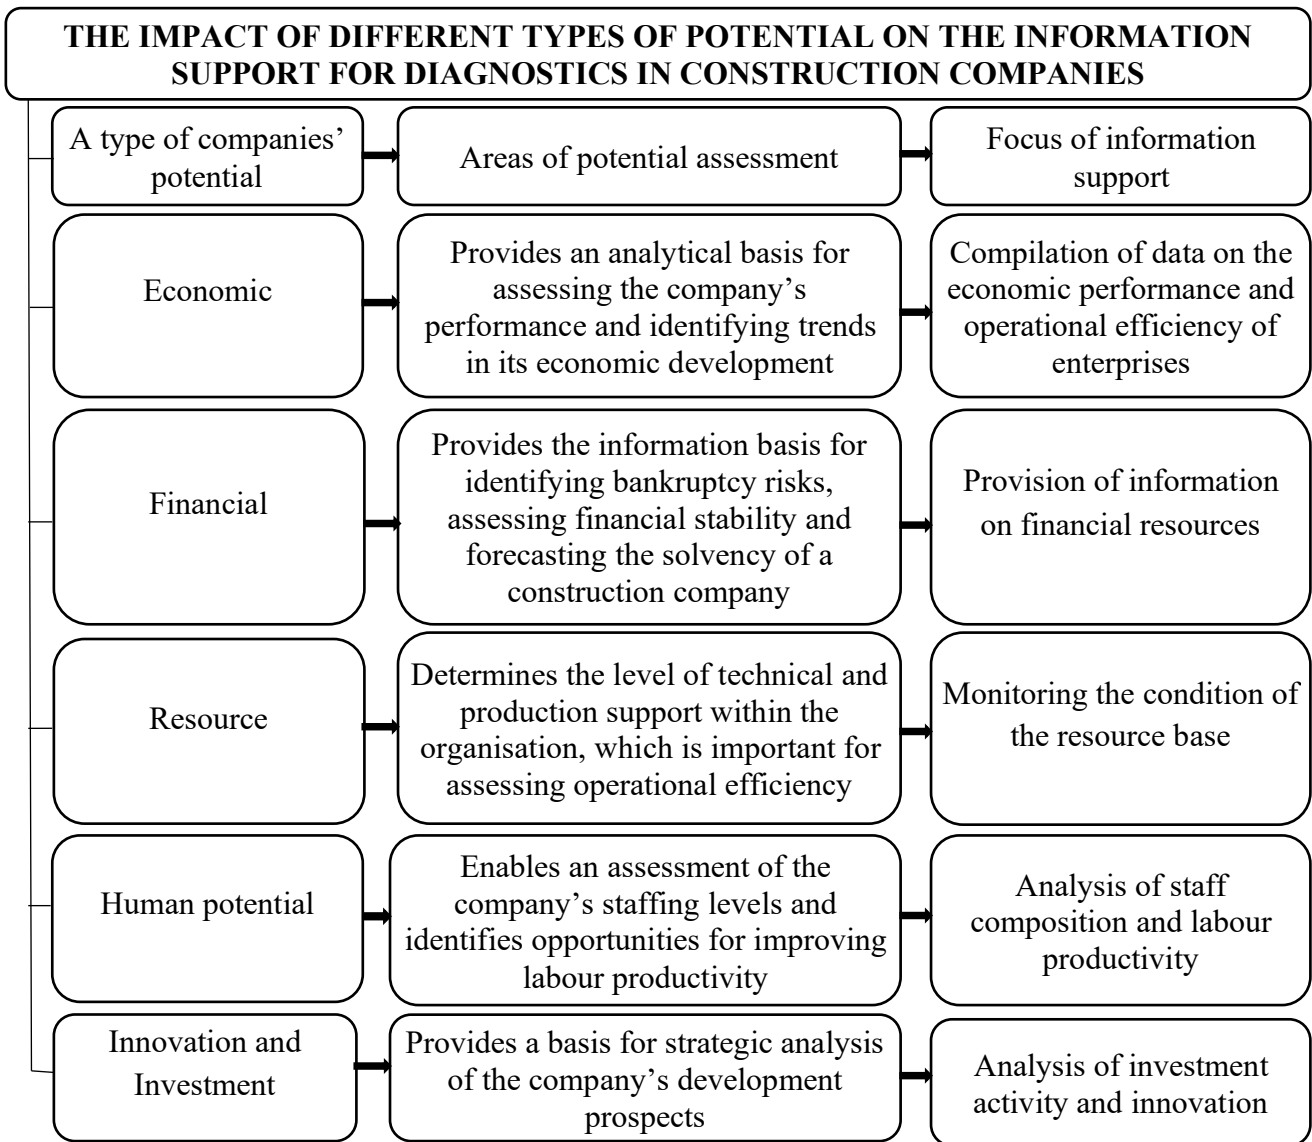 THE IMPACT OF DIFFERENT TYPES OF POTENTIAL ON THE INFORMATION
SUPPORT FOR DIAGNOSTICS IN CONSTRUCTION COMPANIES
A type of companies’
potential
Areas of potential assessment
Focus of information
support
Economic
Provides an analytical basis for
assessing the company’s
performance and identifying trends
in its economic development
Compilation of data on the
economic performance and
operational efficiency of
enterprises
Financial
Provides the information basis for
identifying bankruptcy risks,
assessing financial stability and
forecasting the solvency of a
construction company
Provision of information
on financial resources
Resource
Determines the level of technical and
production support within the
organisation, which is important for
assessing operational efficiency
Monitoring the condition of
the resource base
Human potential
Enables an assessment of the
company’s staffing levels and
identifies opportunities for improving
labour productivity
Analysis of staff
composition and labour
productivity
Innovation and
Investment
Provides a basis for strategic analysis
of the company’s development
prospects
Analysis of investment
activity and innovation